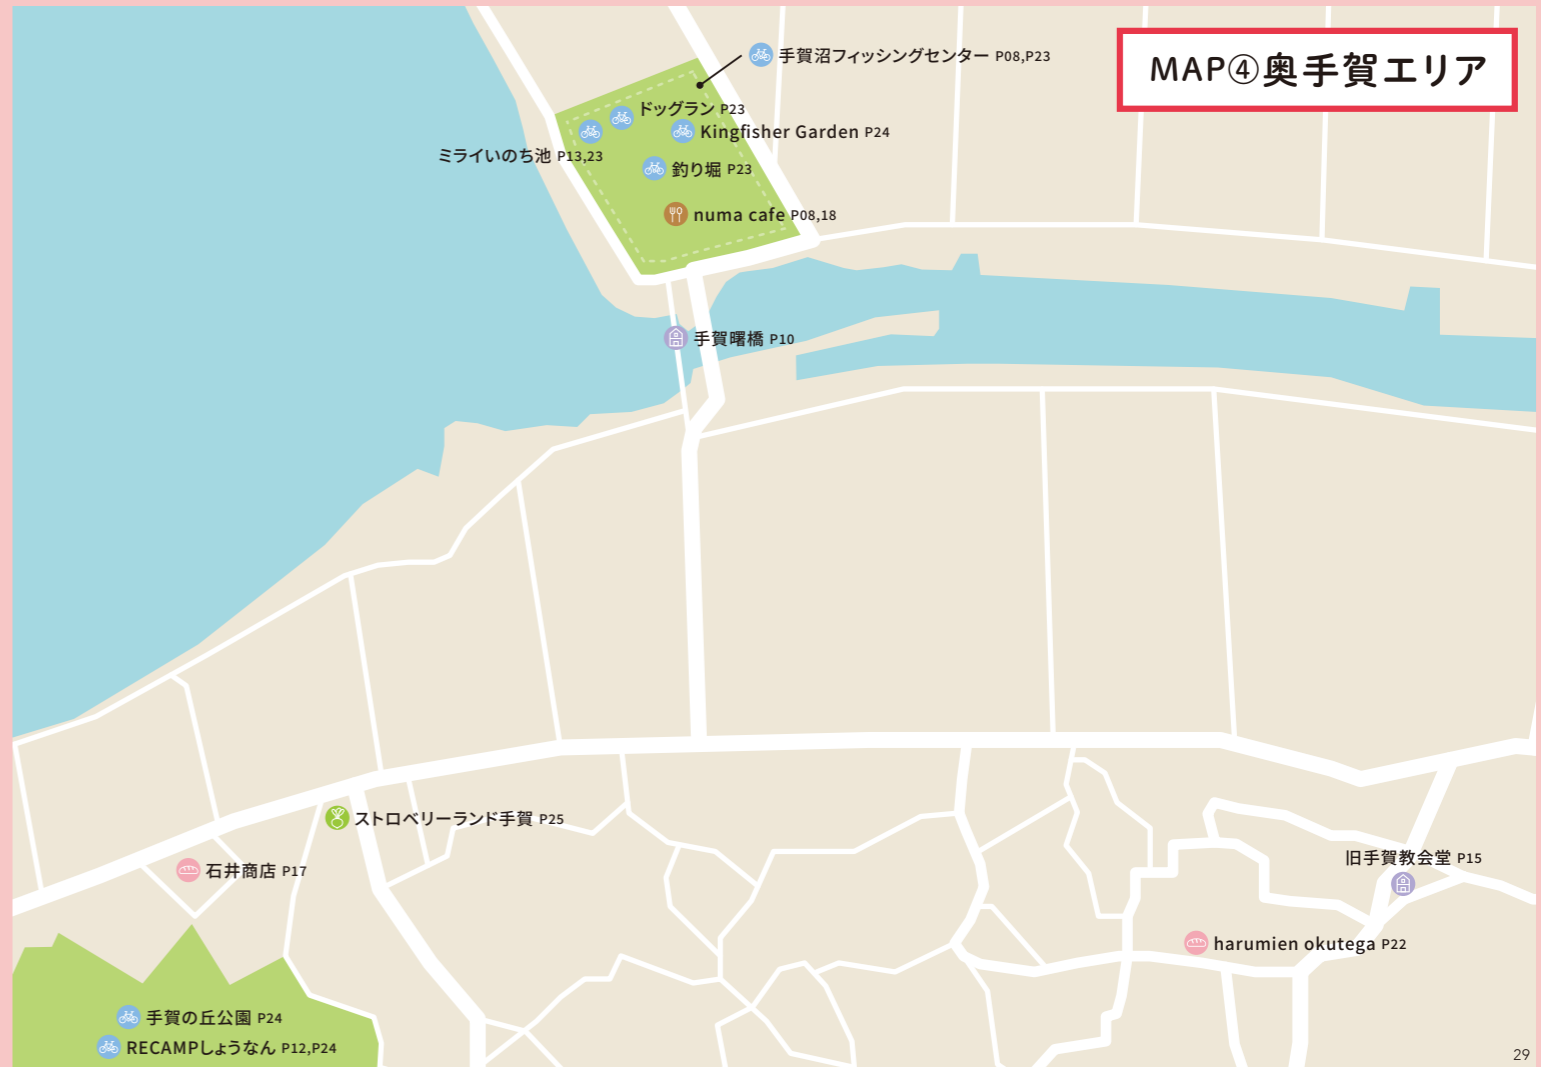 MAP④奥手賀エリア
手賀沼フィッシングセンター P08,P23
ドッグラン P23
Kingfisher Garden P24
ミライいのち池 P13,23
釣り堀 P23
numa cafe P08,18
手賀曙橋 P10
ストロベリーランド手賀 P25
石井商店 P17
旧手賀教会堂 P15
harumien okutega P22
手賀の丘公園 P24
RECAMPしょうなん P12,P24
29